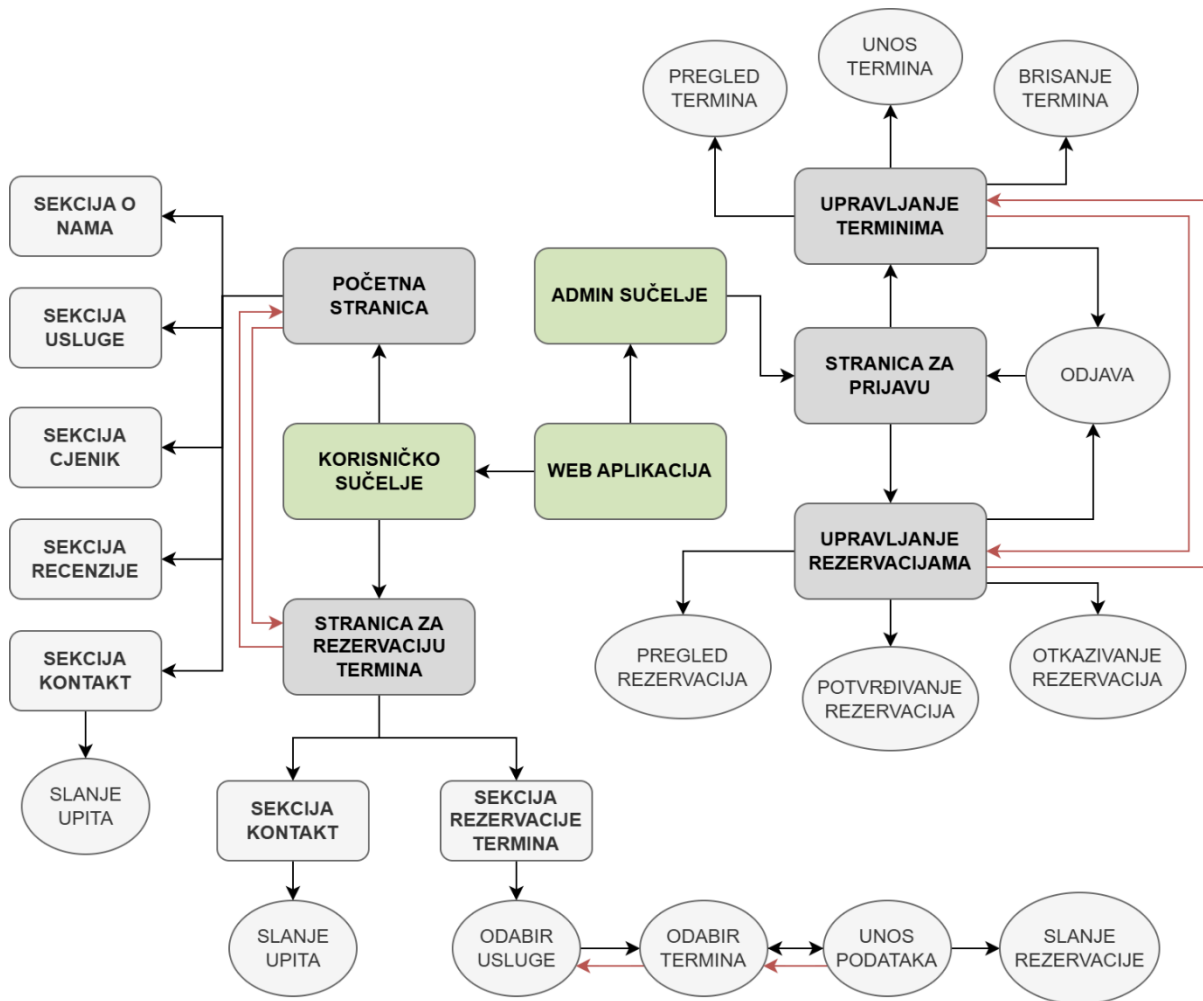 UNOS
TERMINA
PREGLED
TERMINA
BRISANJE
TERMINA
SEKCIJA O
NAMA
UPRAVLJANJE
TERMINIMA
POČETNA
STRANICA
ADMIN SUČELJE
SEKCIJA
USLUGE
STRANICA ZA
PRIJAVU
ODJAVA
SEKCIJA
CJENIK
KORISNIČKO
SUČELJE
WEB APLIKACIJA
SEKCIJA
RECENZIJE
UPRAVLJANJE
REZERVACIJAMA
STRANICA ZA
REZERVACIJU
TERMINA
SEKCIJA
KONTAKT
PREGLED
REZERVACIJA
POTVRĐIVANJE
REZERVACIJA
OTKAZIVANJE
REZERVACIJA
SLANJE
UPITA
SEKCIJA
KONTAKT
SEKCIJA
REZERVACIJE
TERMINA
SLANJE
UPITA
ODABIR
USLUGE
ODABIR
TERMINA
UNOS
PODATAKA
SLANJE
REZERVACIJE